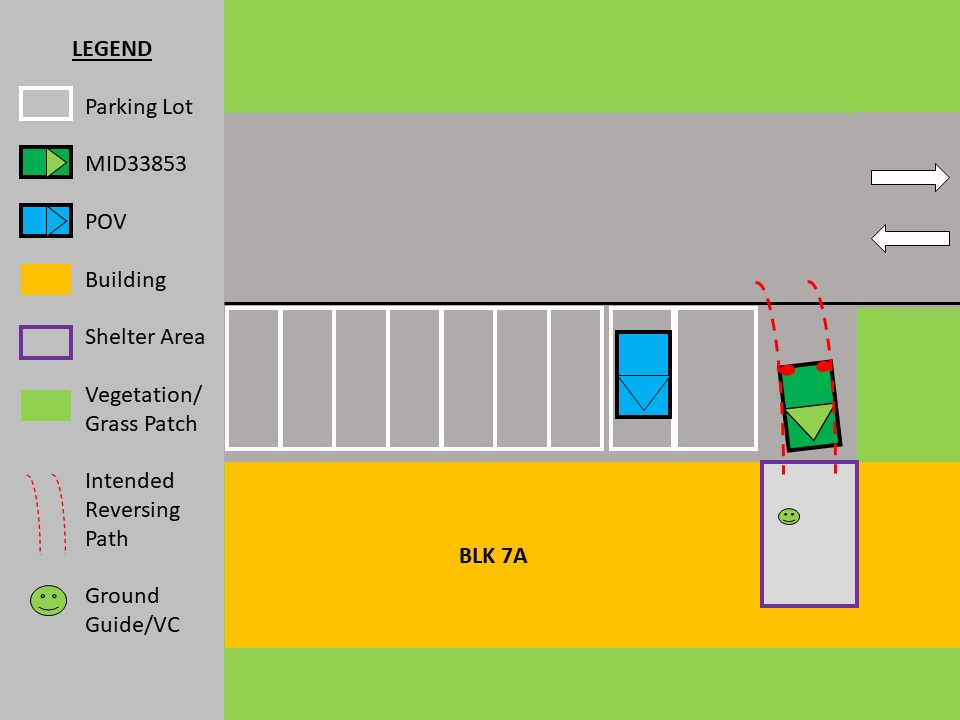 LEGEND
Parking Lot
MID33853
POV
Building
Shelter Area
Vegetation/
Grass Patch
Intended
Reversing
Path
Ground
Guide/VC
BLK 7A